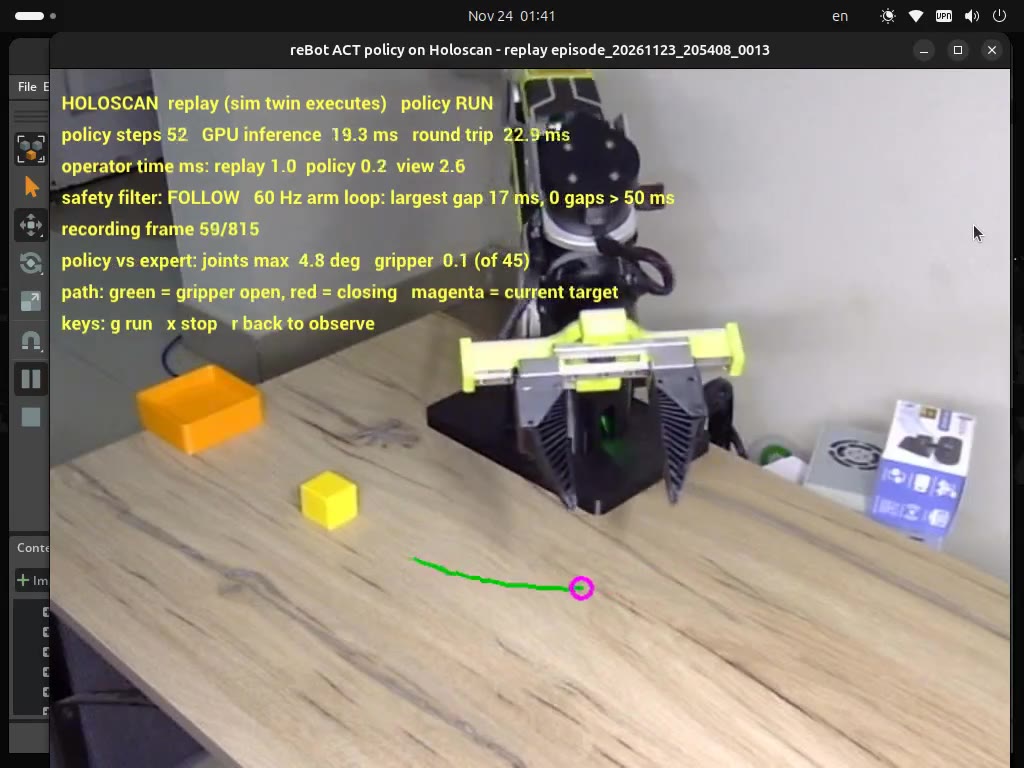 Nov 24 01:41
en
VPN
reBot ACT policy on Holoscan - replay episode_20261123_205408_0013
File E
HOLOSCAN replay (sim twin executes) policy RUN
policy steps 52 GPU inference 19.3 ms round trip 22.9 ms
operator time ms: replay 1.0 policy 0.2 view 2.6
safety filter: FOLLOW 60 Hz arm loop: largest gap 17 ms, 0 gaps > 50 ms
recording frame 59/815
policy vs expert: joints max 4.8 deg gripper 0.1 (of 45)
path: green = gripper open, red = closing magenta = current target
keys: g run x stop r back to observe
Conte
Im